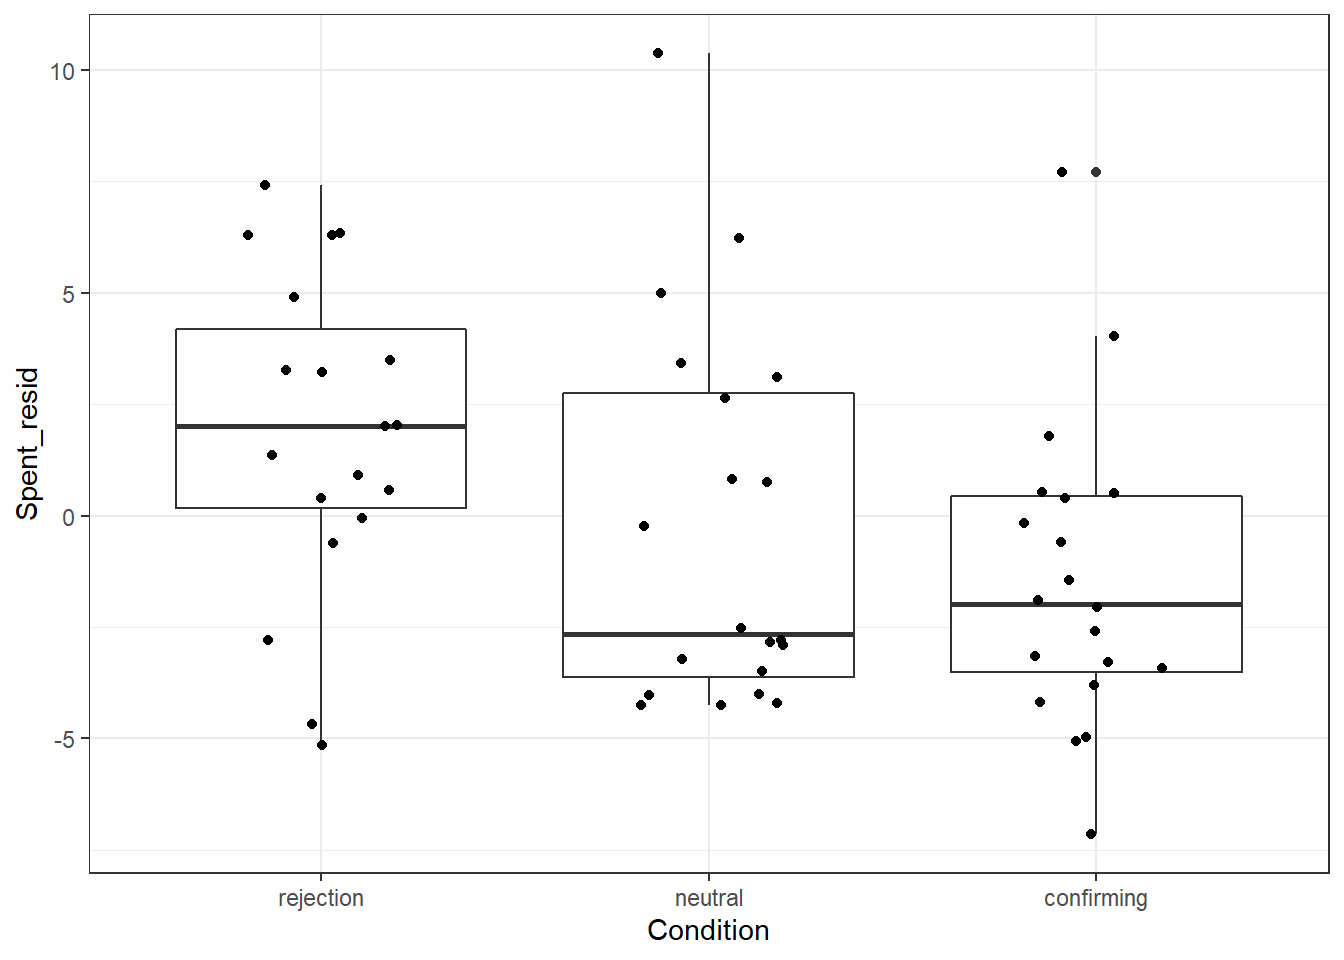 Spent_resid
10
5
0
-5
rejection
neutral
confirming
Condition